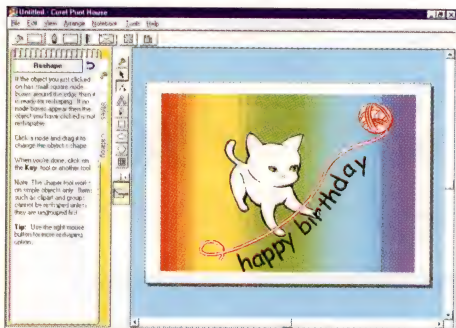 Untitled - Corel Print House
File Edit View Arrange Notebook Tools Help
Reshape
If the object you just clicked
on has small square node
boxes around the edge then it
is ready for reshaping. If no
node boxes appear then the
object you have clicked is not
reshapable.
Click a node and drag it to
change the object's shape.
When you're done, click on
the Key tool or another tool.
Note: The Shape tool works
on simple objects only. Items
such as clipart and groups
cannot be reshaped unless
they are ungrouped first.
Tip: Use the right mouse
button for more reshaping
options.
happy birthday